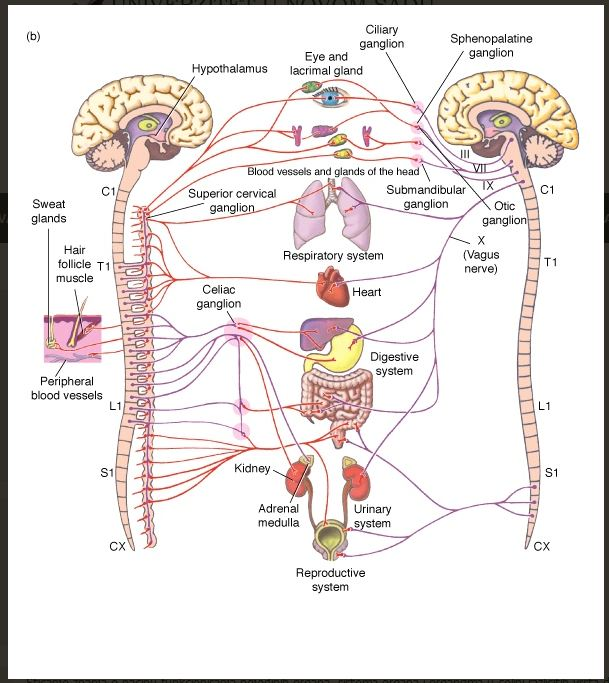 UNIVERZITET U NOVOM SADU
(b)
Ciliary
ganglion
Sphenopalatine
ganglion
Eye and
lacrimal gland
Hypothalamus
III
VII
IX
Blood vessels and glands of the head
C1
C1
Superior cervical
ganglion
Submandibular
ganglion
Otic
ganglion
Sweat
glands
X
(Vagus
nerve)
Respiratory system
Hair
follicle
muscle
T1
T1
Celiac
ganglion
Heart
Digestive
system
Peripheral
blood vessels
L1
L1
S1
Kidney
S1
Adrenal
medulla
Urinary
system
CX
CX
Reproductive
system